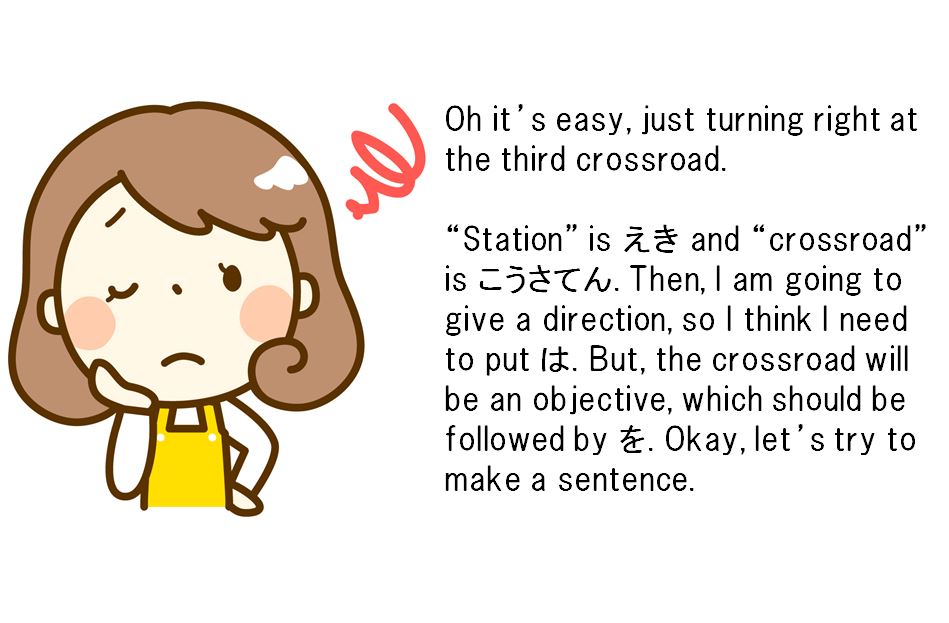 Oh it’s easy, just turning right at
the third crossroad.
“Station” is えき and “crossroad”
is こうさてん. Then, I am going to
give a direction, so I think I need
to put は. But, the crossroad will
be an objective, which should be
followed by を. Okay, let’s try to
make a sentence.